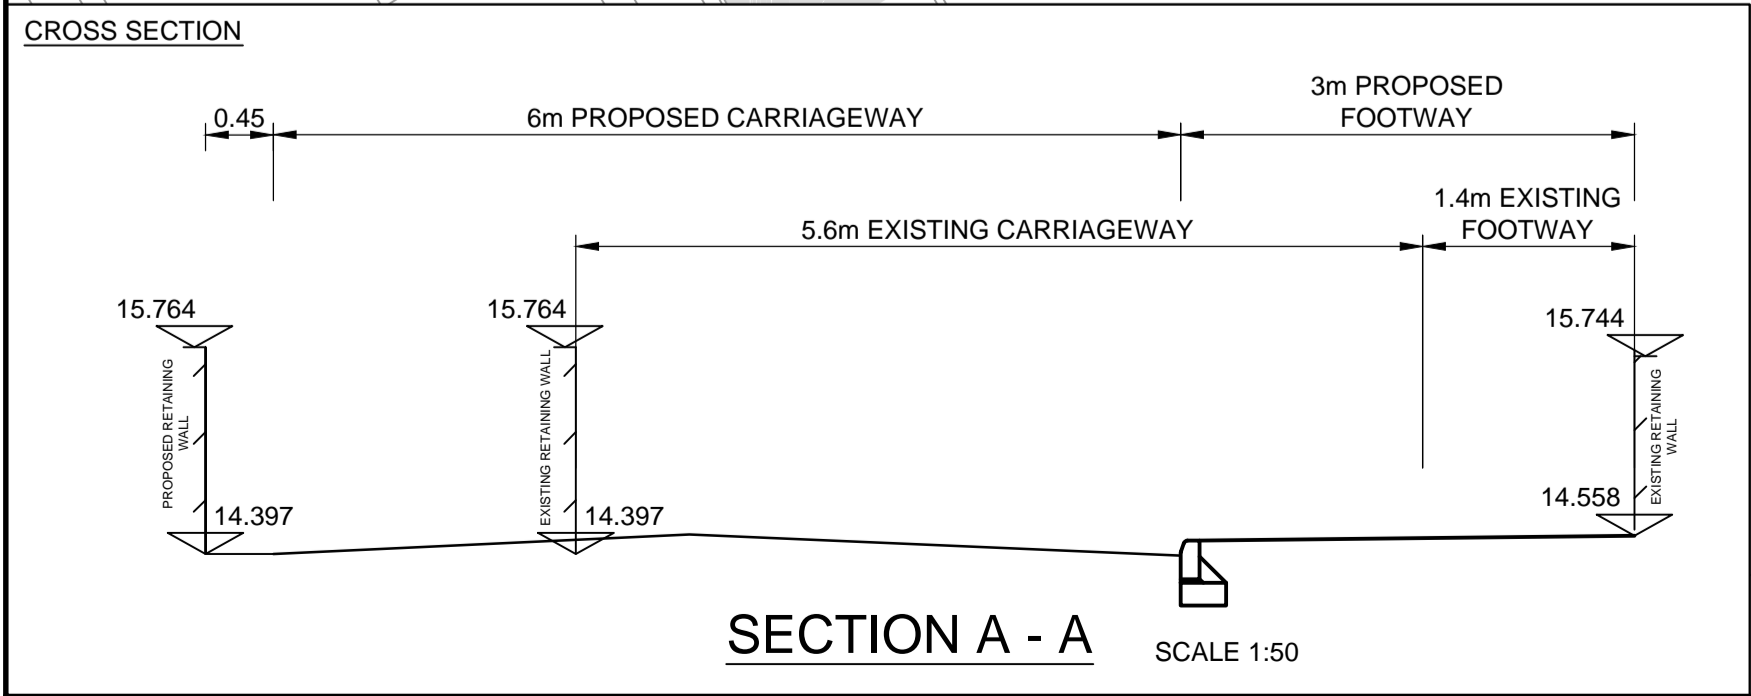 CROSS SECTION
3m PROPOSED
FOOTWAY
0.45
6m PROPOSED CARRIAGEWAY
1.4m EXISTING
FOOTWAY
5.6m EXISTING CARRIAGEWAY
15.764
15.764
15.744
PROPOSED RETAINING
WALL
EXISTING RETAINING WALL
EXISTING RETAINING
WALL
14.397
14.397
14.558
SECTION A - A
SCALE 1:50